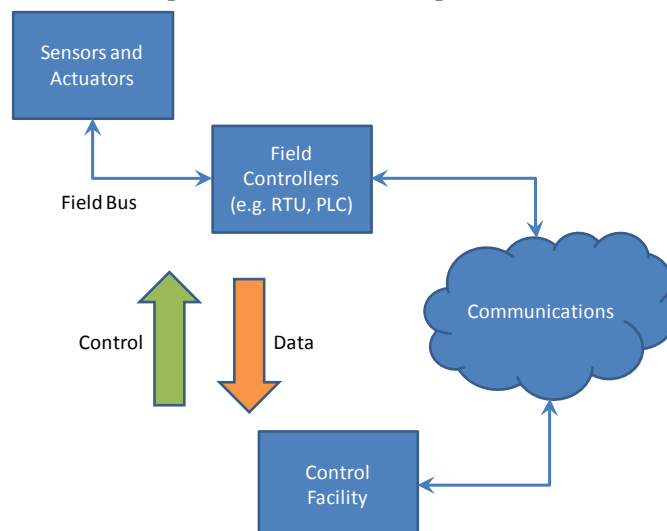 Sensors and
Actuators
Field
Controllers
(e.g. RTU, PLC)
Field Bus
Communications
Control
Data
Control
Facility